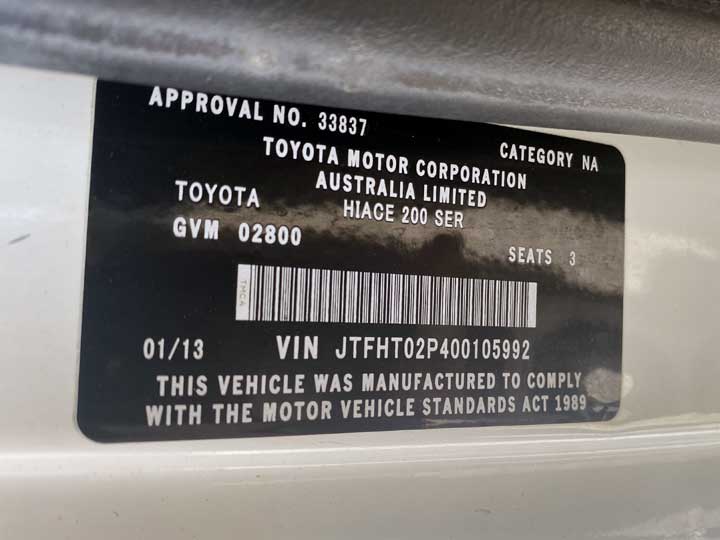 APPROVAL NO. 33837
CATEGORY NA
TOYOTA MOTOR CORPORATION
AUSTRALIA LIMITED
TOYOTA
HIACE 200 SER
GVM 02800
SEATS 3
TMCA
01/13 VIN JTFHT02P400105992
THIS VEHICLE WAS MANUFACTURED TO COMPLY
WITH THE MOTOR VEHICLE STANDARDS ACT 1989